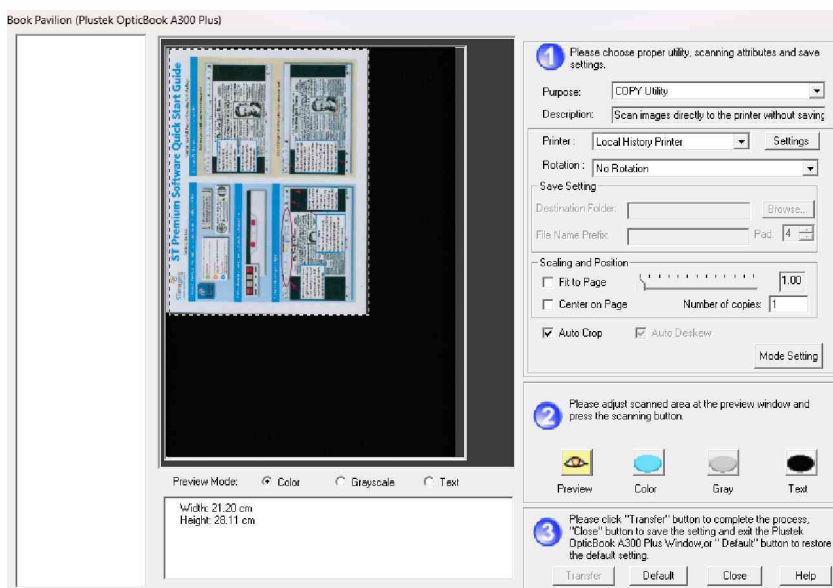 Book Pavilion (Plustek OpticBook A300 Plus)
ST Premium Software Quick Start Guide
Preview Mode:
Color
Grayscale
Text
Width: 21.20 cm
Height: 28.11 cm
1
Please choose proper utility, scanning attributes and save
settings.
Purpose:
COPY Utility
Description:
Scan images directly to the printer without saving
Printer :
Local History Printer
Settings
Rotation :
No Rotation
Save Setting
Destination Folder:
Browse...
File Name Prefix:
Pad:
4
Scaling and Position
Fit to Page
1.00
Center on Page
Number of copies:
1
Auto Crop
Auto Deskew
Mode Setting
2
Please adjust scanned area at the preview window and
press the scanning button.
Preview
Color
Gray
Text
3
Please click "Transfer" button to complete the process,
"Close" button to save the setting and exit the Plustek
OpticBook A300 Plus Window,or " Default" button to restore
the default setting.
Transfer
Default
Close
Help